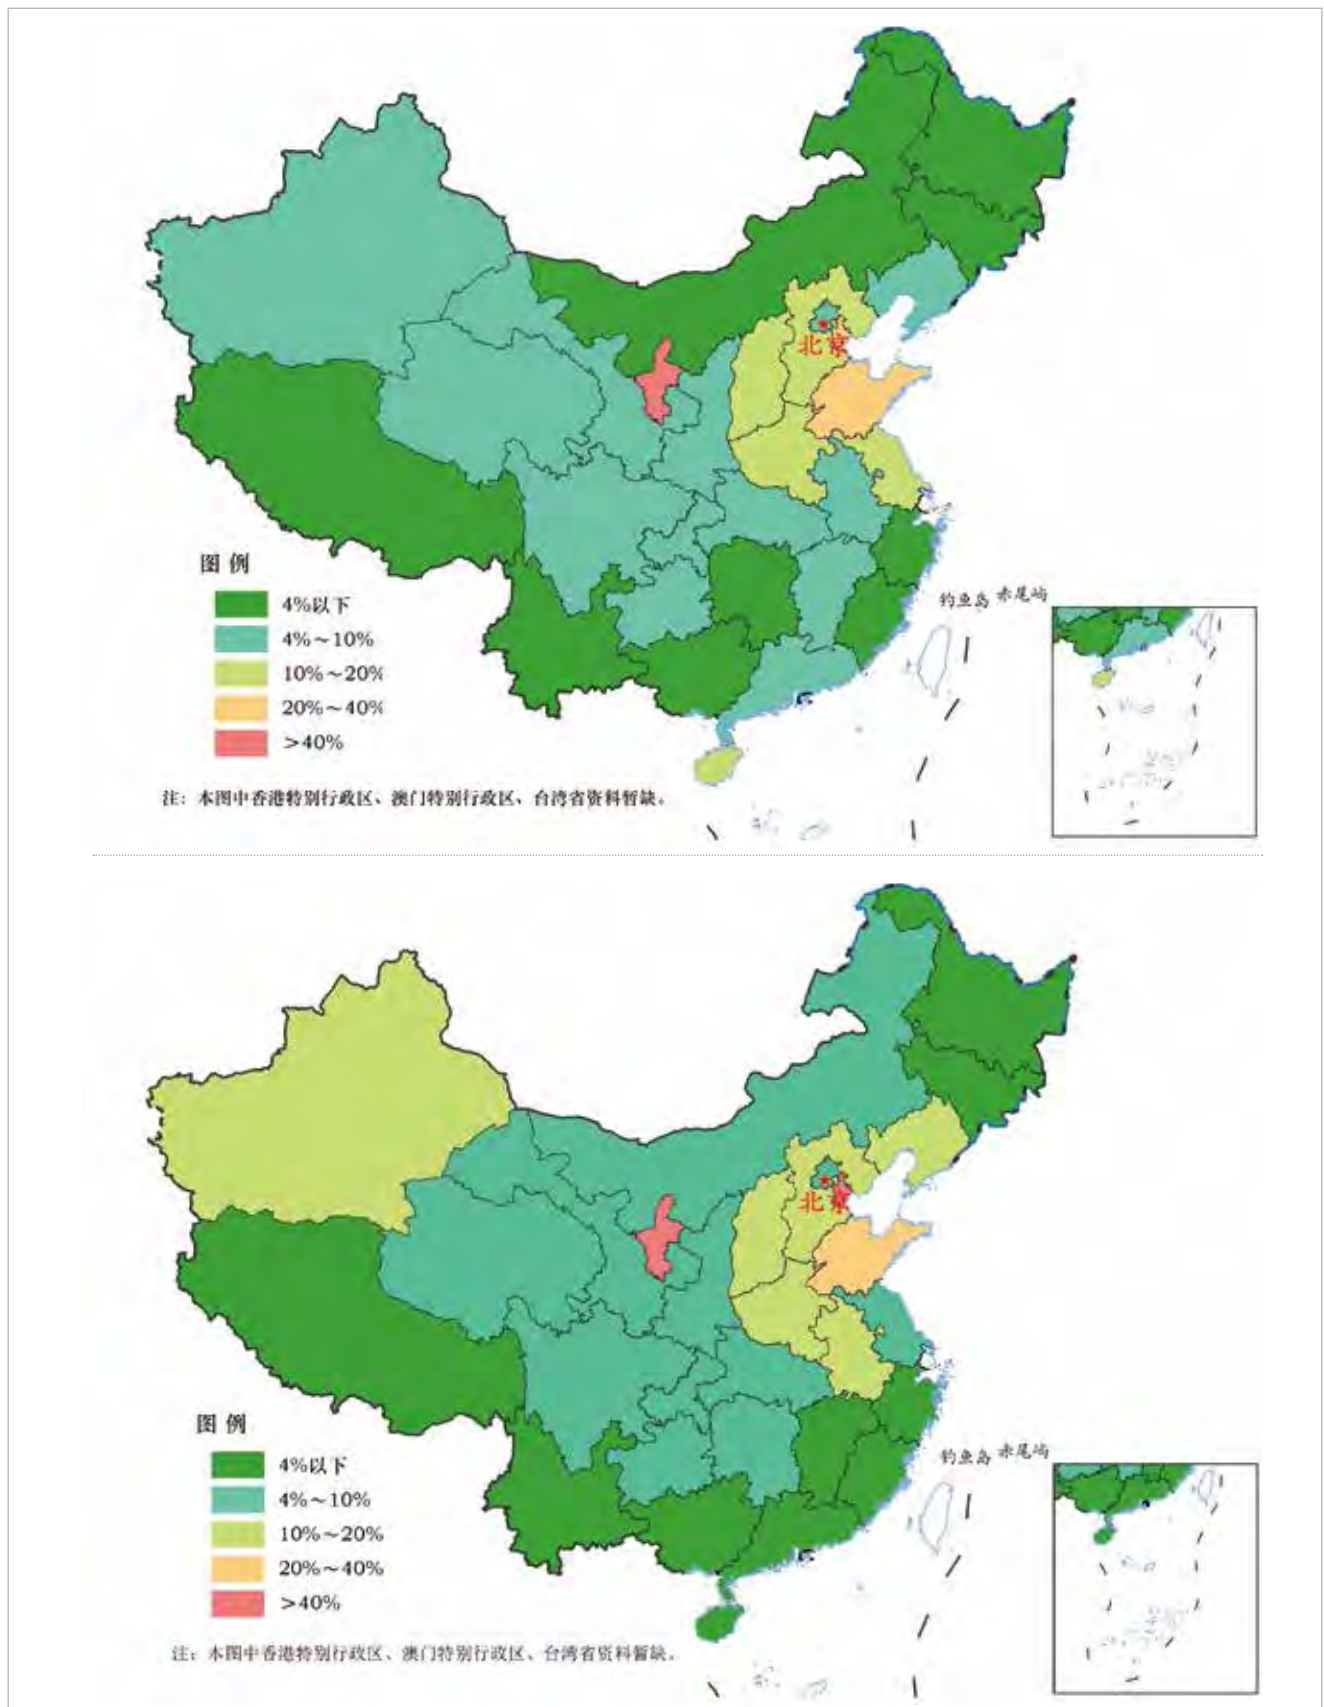 北京
图例
4%以下
4%~10%
10%~20%
20%~40%
>40%
钓鱼岛 赤尾屿
注：本图中香港特别行政区、澳门特别行政区、台湾省资料暂缺。
北京
图例
4%以下
4%~10%
10%~20%
20%~40%
>40%
钓鱼岛 赤尾屿
注：本图中香港特别行政区、澳门特别行政区、台湾省资料暂缺。